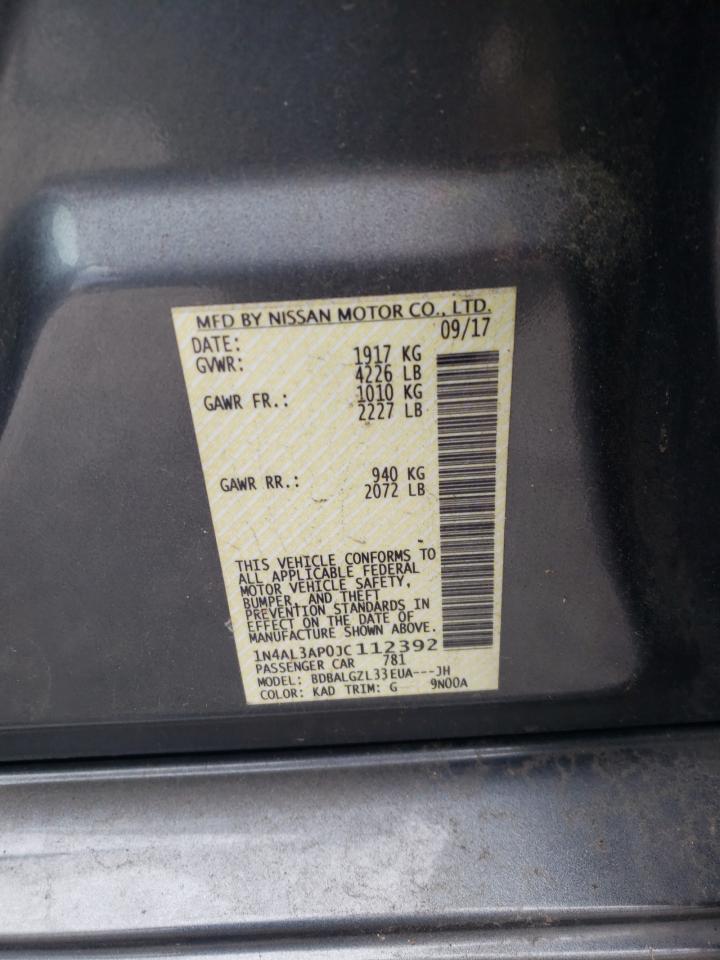 MFD BY NISSAN MOTOR CO., LTD.
DATE: 09/17
GVWR: 1917 KG
4226 LB
GAWR FR.: 1010 KG
2227 LB
GAWR RR.: 940 KG
2072 LB
THIS VEHICLE CONFORMS TO
ALL APPLICABLE FEDERAL
MOTOR VEHICLE SAFETY,
BUMPER, AND THEFT
PREVENTION STANDARDS IN
EFFECT ON THE DATE OF
MANUFACTURE SHOWN ABOVE.
1N4AL3AP0JC112392
PASSENGER CAR 781
MODEL: BDBALGZL33EUA---JH
COLOR: KAD TRIM: G 9N00A